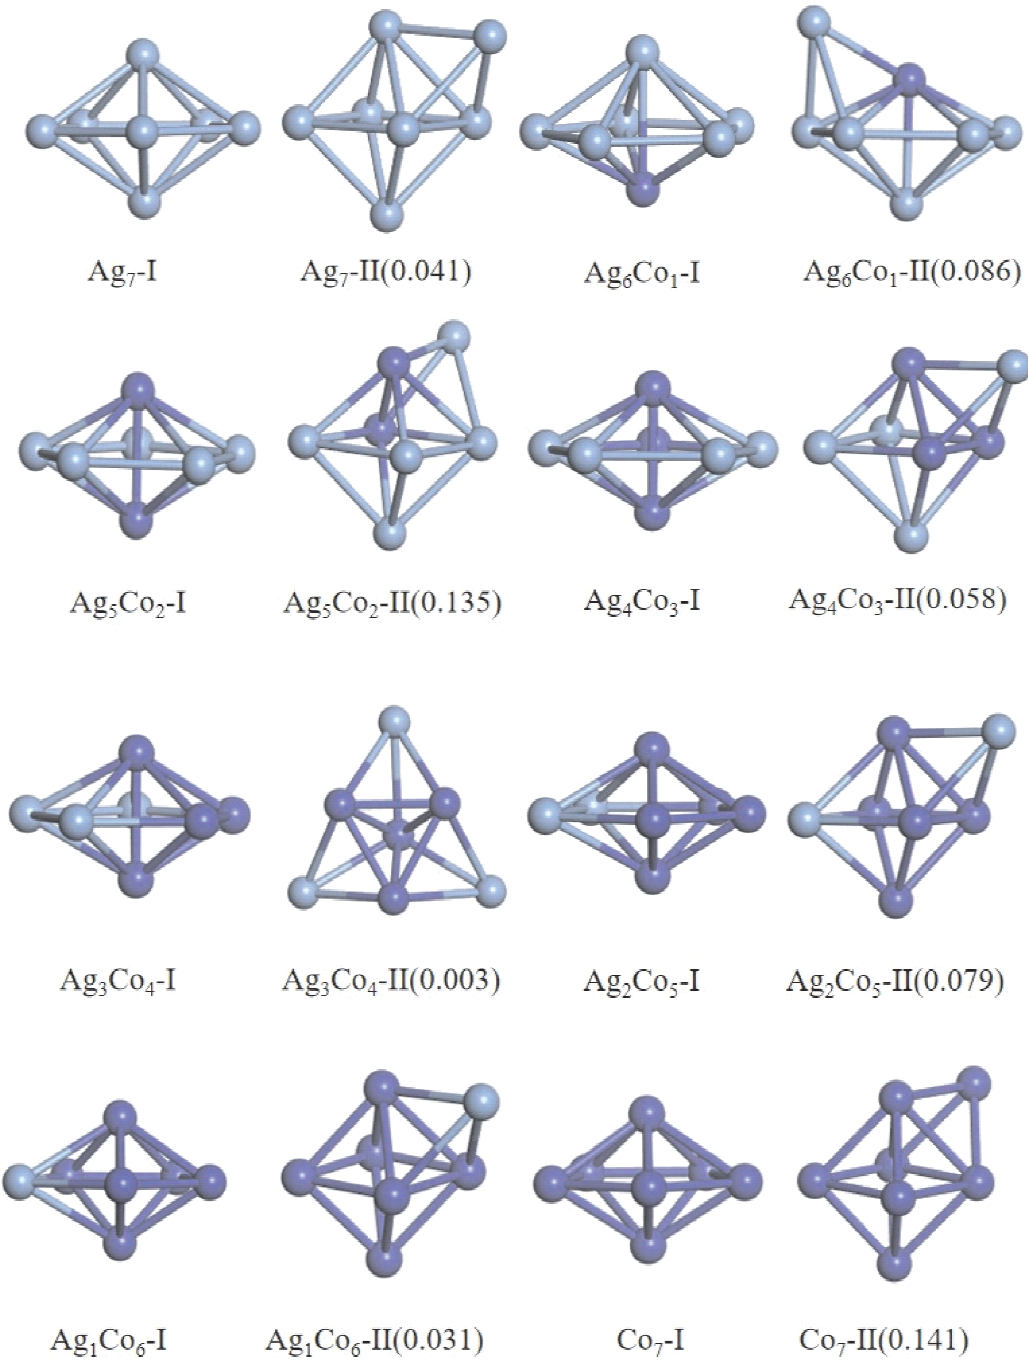 Ag₇-I Ag₇-II(0.041) Ag₆Co₁-I Ag₆Co₁-II(0.086)
Ag₅Co₂-I Ag₅Co₂-II(0.135) Ag₄Co₃-I Ag₄Co₃-II(0.058)
Ag₃Co₄-I Ag₃Co₄-II(0.003) Ag₂Co₅-I Ag₂Co₅-II(0.079)
Ag₁Co₆-I Ag₁Co₆-II(0.031) Co₇-I Co₇-II(0.141)